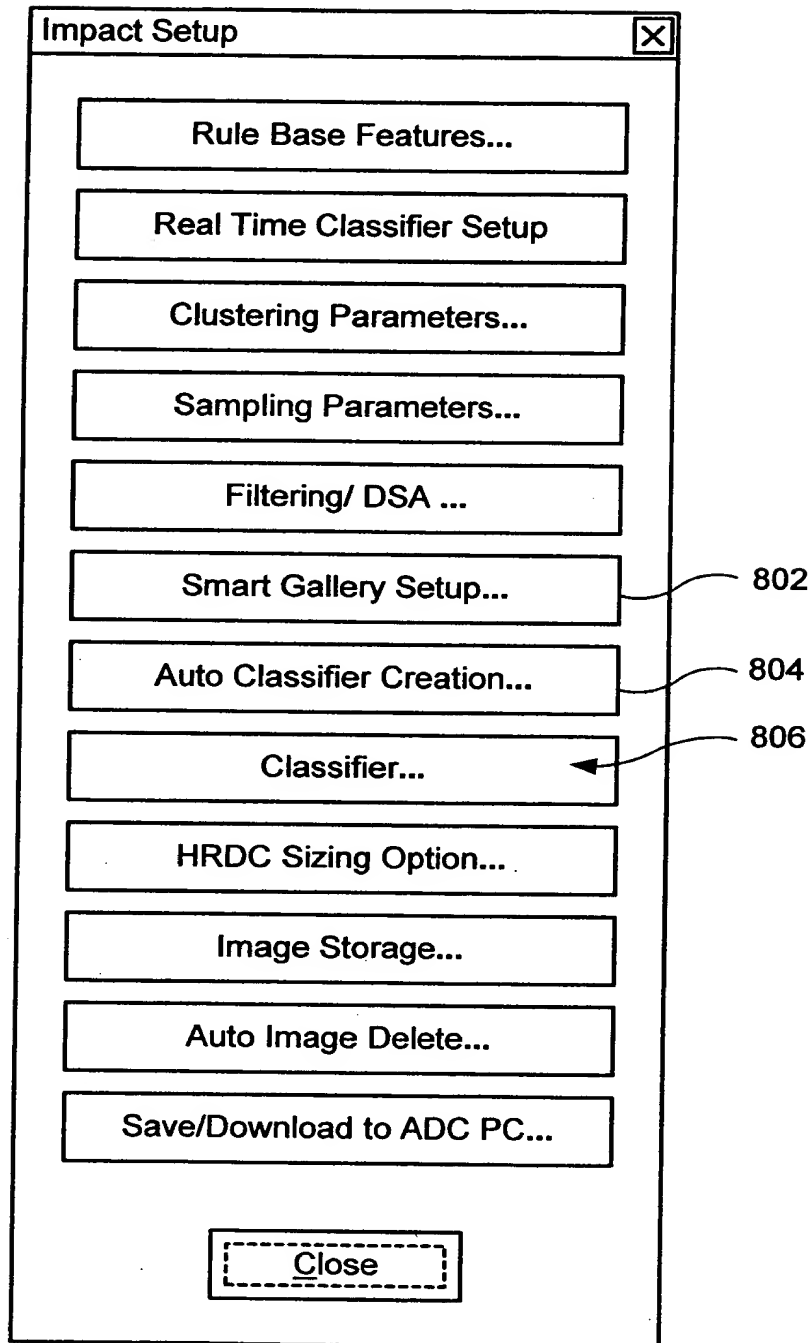 Impact Setup
Rule Base Features...
Real Time Classifier Setup
Clustering Parameters...
Sampling Parameters...
Filtering/ DSA ...
Smart Gallery Setup...
802
Auto Classifier Creation...
804
806
Classifier...
HRDC Sizing Option...
Image Storage...
Auto Image Delete...
Save/Download to ADC PC...
Close